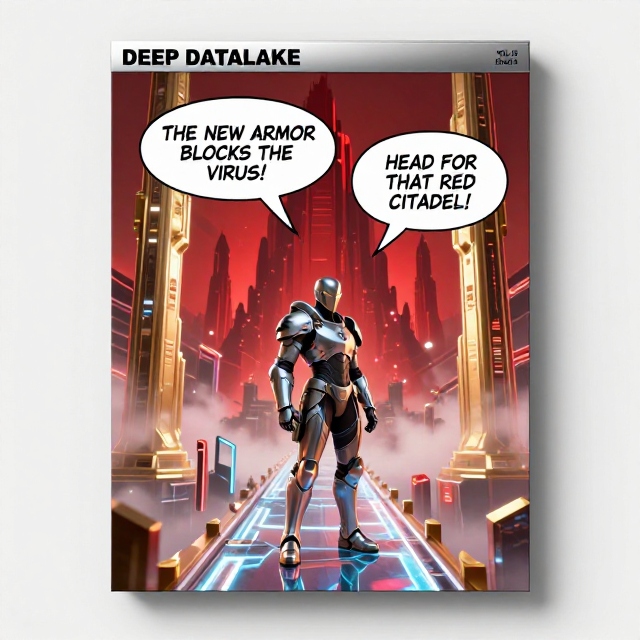 DEEP DATALAKE
THE NEW ARMOR
BLOCKS THE
VIRUS!
HEAD FOR
THAT RED
CITADEL!